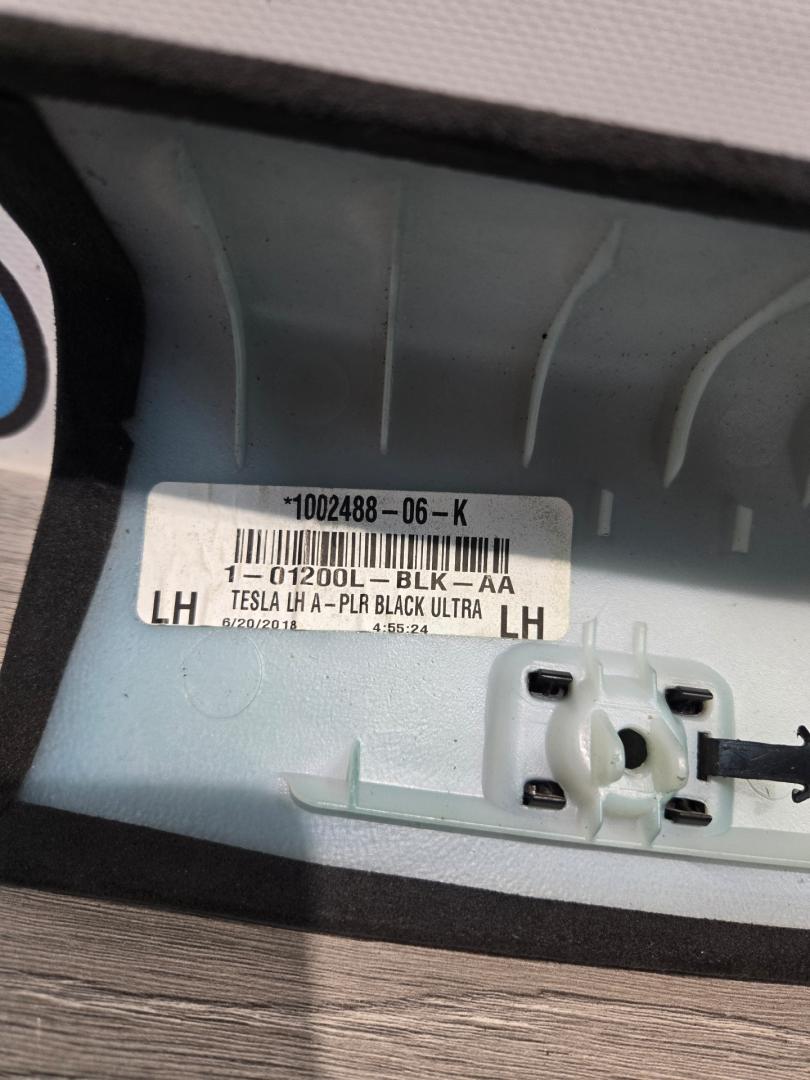 *1002488-06-K
1-01200L-BLK-AA
LH TESLA LH A-PLR BLACK ULTRA LH
6/20/2018 4:55:24